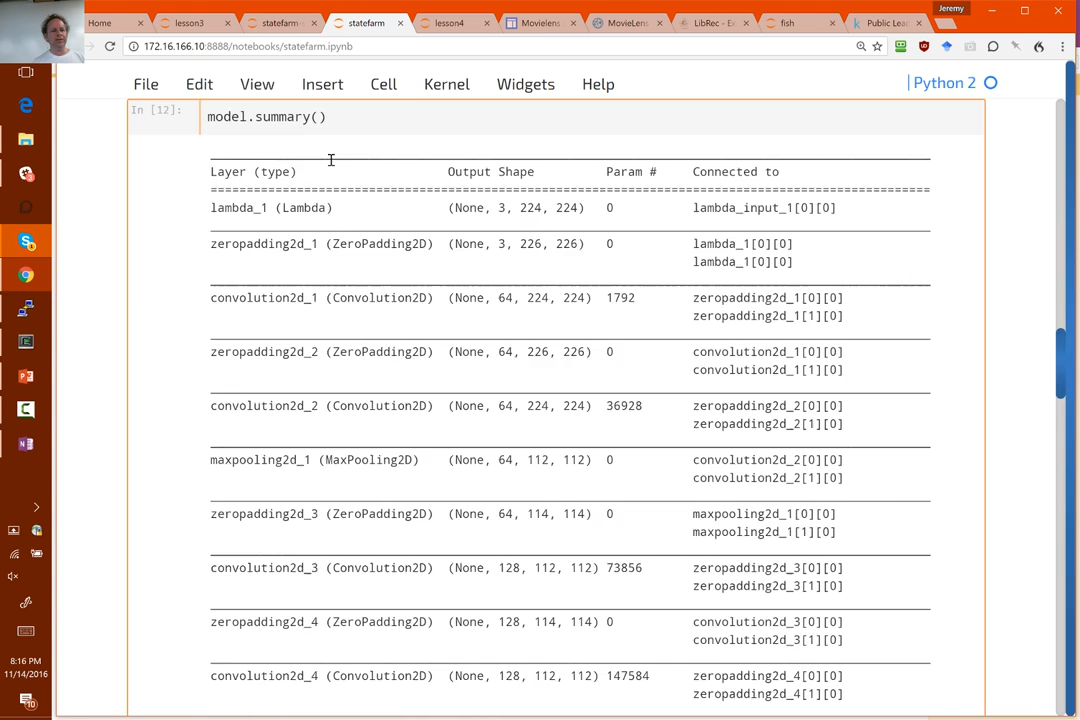 Jeremy
Home
lesson3
statefarm-
statefarm
lesson4
Movielens
MovieLen
LibRec - Ex
fish
Public Lea
172.16.166.10:8888/notebooks/statefarm.ipynb
File Edit View Insert Cell Kernel Widgets Help
Python 2
In [12]:
model.summary()
Layer (type) Output Shape Param # Connected to
====================================================================================================
lambda_1 (Lambda) (None, 3, 224, 224) 0 lambda_input_1[0][0]
zeropadding2d_1 (ZeroPadding2D) (None, 3, 226, 226) 0 lambda_1[0][0]
lambda_1[0][0]
convolution2d_1 (Convolution2D) (None, 64, 224, 224) 1792 zeropadding2d_1[0][0]
zeropadding2d_1[1][0]
zeropadding2d_2 (ZeroPadding2D) (None, 64, 226, 226) 0 convolution2d_1[0][0]
convolution2d_1[1][0]
convolution2d_2 (Convolution2D) (None, 64, 224, 224) 36928 zeropadding2d_2[0][0]
zeropadding2d_2[1][0]
maxpooling2d_1 (MaxPooling2D) (None, 64, 112, 112) 0 convolution2d_2[0][0]
convolution2d_2[1][0]
zeropadding2d_3 (ZeroPadding2D) (None, 64, 114, 114) 0 maxpooling2d_1[0][0]
maxpooling2d_1[1][0]
convolution2d_3 (Convolution2D) (None, 128, 112, 112) 73856 zeropadding2d_3[0][0]
zeropadding2d_3[1][0]
zeropadding2d_4 (ZeroPadding2D) (None, 128, 114, 114) 0 convolution2d_3[0][0]
convolution2d_3[1][0]
convolution2d_4 (Convolution2D) (None, 128, 112, 112) 147584 zeropadding2d_4[0][0]
zeropadding2d_4[1][0]
8:16 PM
11/14/2016
10